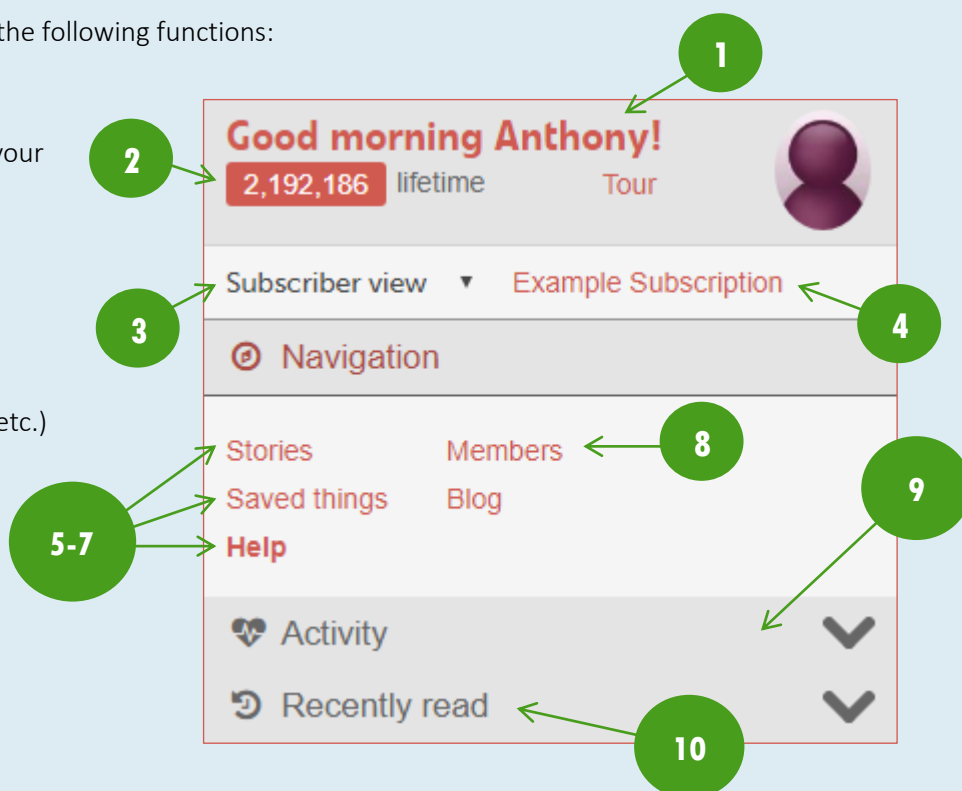 the following functions:
1
Good morning Anthony!
your
2
2,192,186 lifetime Tour
Subscriber view ▼ Example Subscription
3
4
Navigation
etc.)
Stories Members
8
Saved things Blog
9
5-7
Help
Activity
Recently read
10